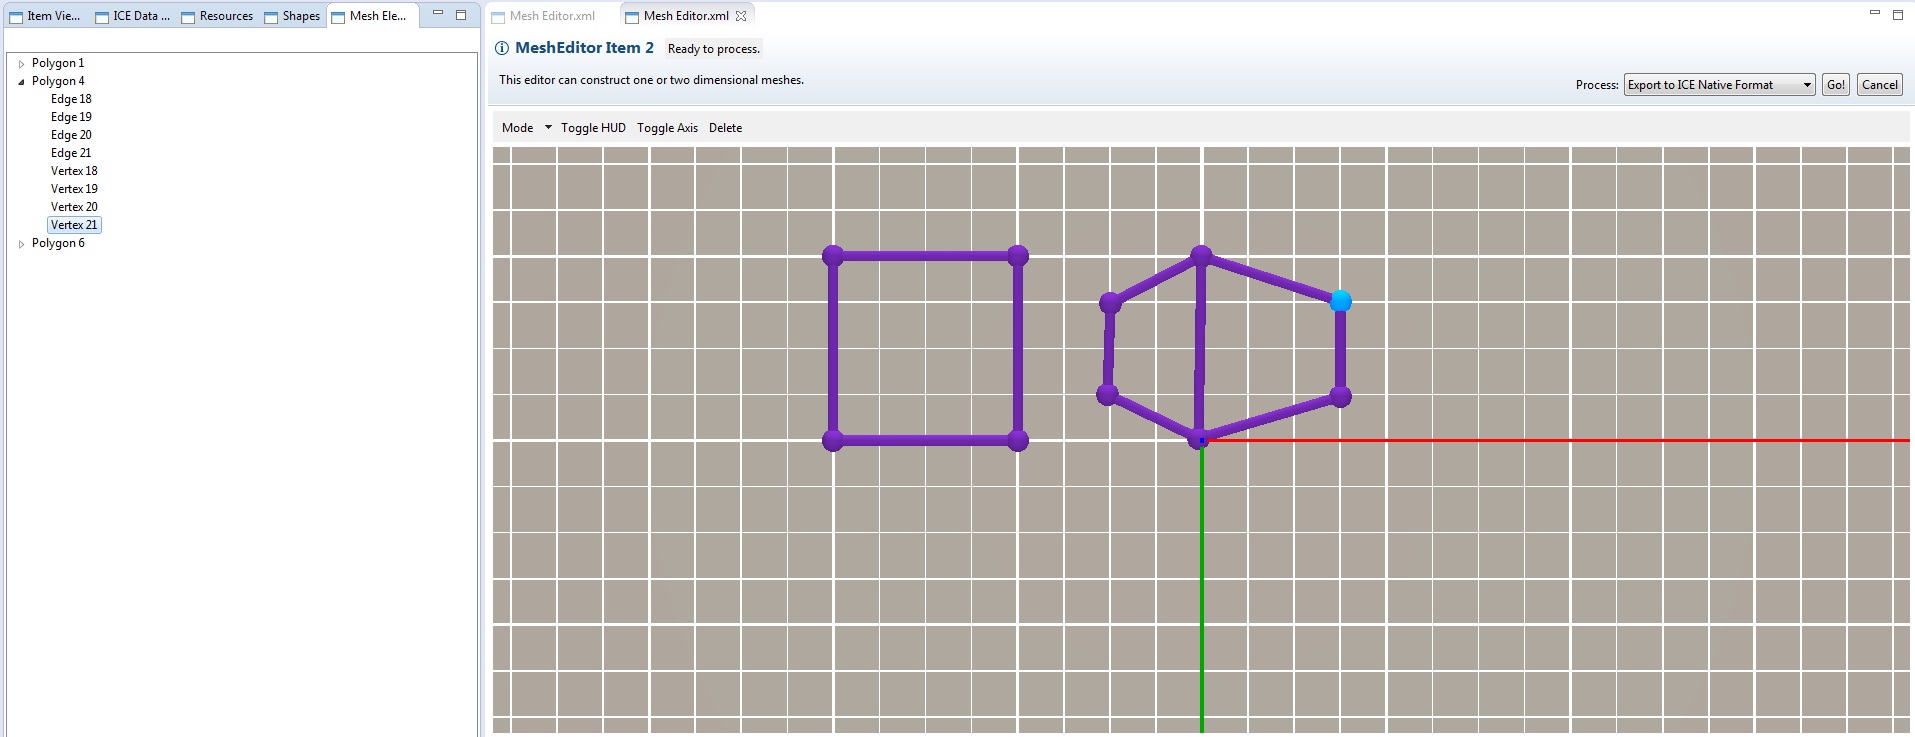 Item Vie... ICE Data ... Resources Shapes Mesh Ele...
Polygon 1
Polygon 4
Edge 18
Edge 19
Edge 20
Edge 21
Vertex 18
Vertex 19
Vertex 20
Vertex 21
Polygon 6
Mesh Editor.xml Mesh Editor.xml
MeshEditor Item 2 Ready to process.
This editor can construct one or two dimensional meshes.
Process: Export to ICE Native Format Go! Cancel
Mode Toggle HUD Toggle Axis Delete